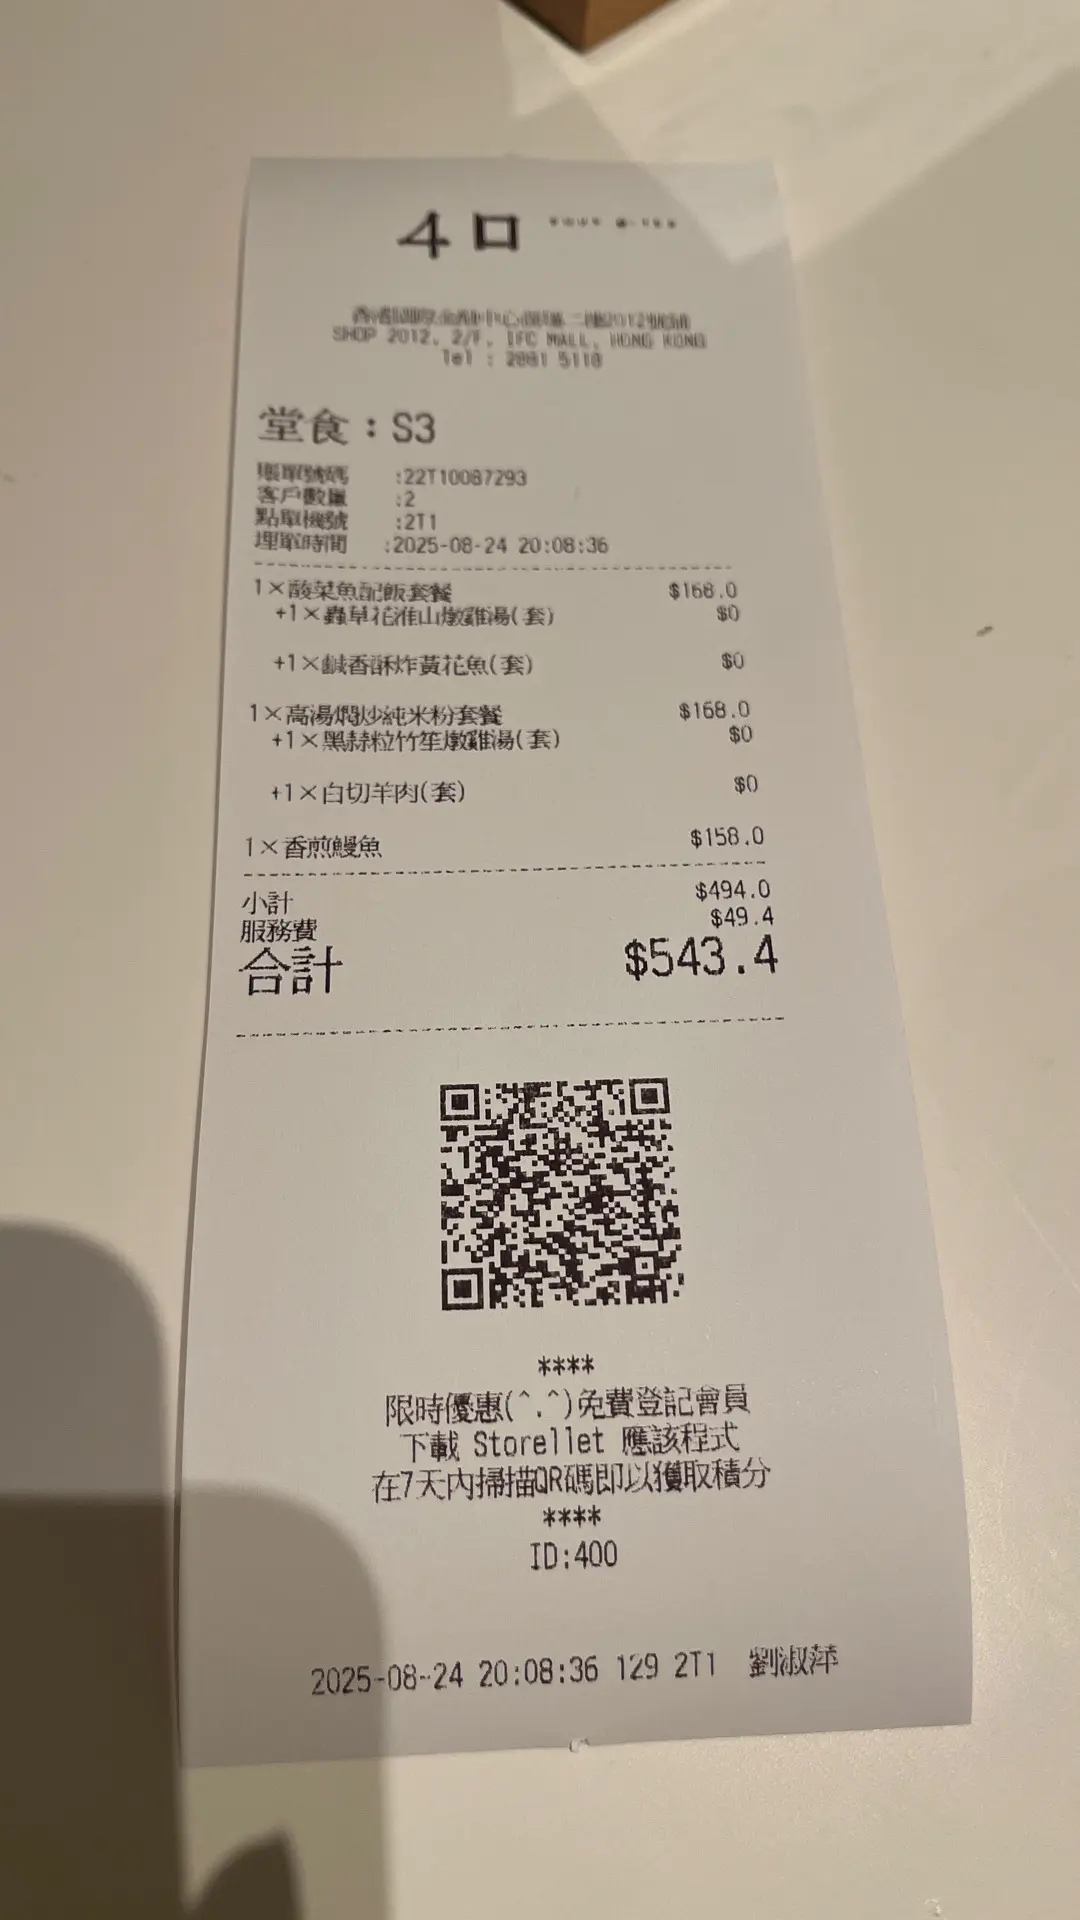 4口
香港國際金融中心商場二樓2012號舖
SHOP 2012, 2/F, IFC MALL, HONG KONG
Tel : 2881 5110
堂食：S3
賬單號碼 :22T10087293
客戶數量 :2
點單機號 :2T1
埋單時間 :2025-08-24 20:08:36
1×酸菜魚配飯套餐 $168.0
+1×蟲草花淮山燉雞湯(套) $0
+1×鹹香酥炸黃花魚(套) $0
1×高湯燜炒純米粉套餐 $168.0
+1×黑蒜粒竹笙燉雞湯(套) $0
+1×白切羊肉(套) $0
1×香煎鰻魚 $158.0
小計 $494.0
服務費 $49.4
合計 $543.4
****
限時優惠(^.^)免費登記會員
下載 Storellet 應該程式
在7天內掃描QR碼即以獲取積分
****
ID:400
2025-08-24 20:08:36 129 2T1 劉淑萍